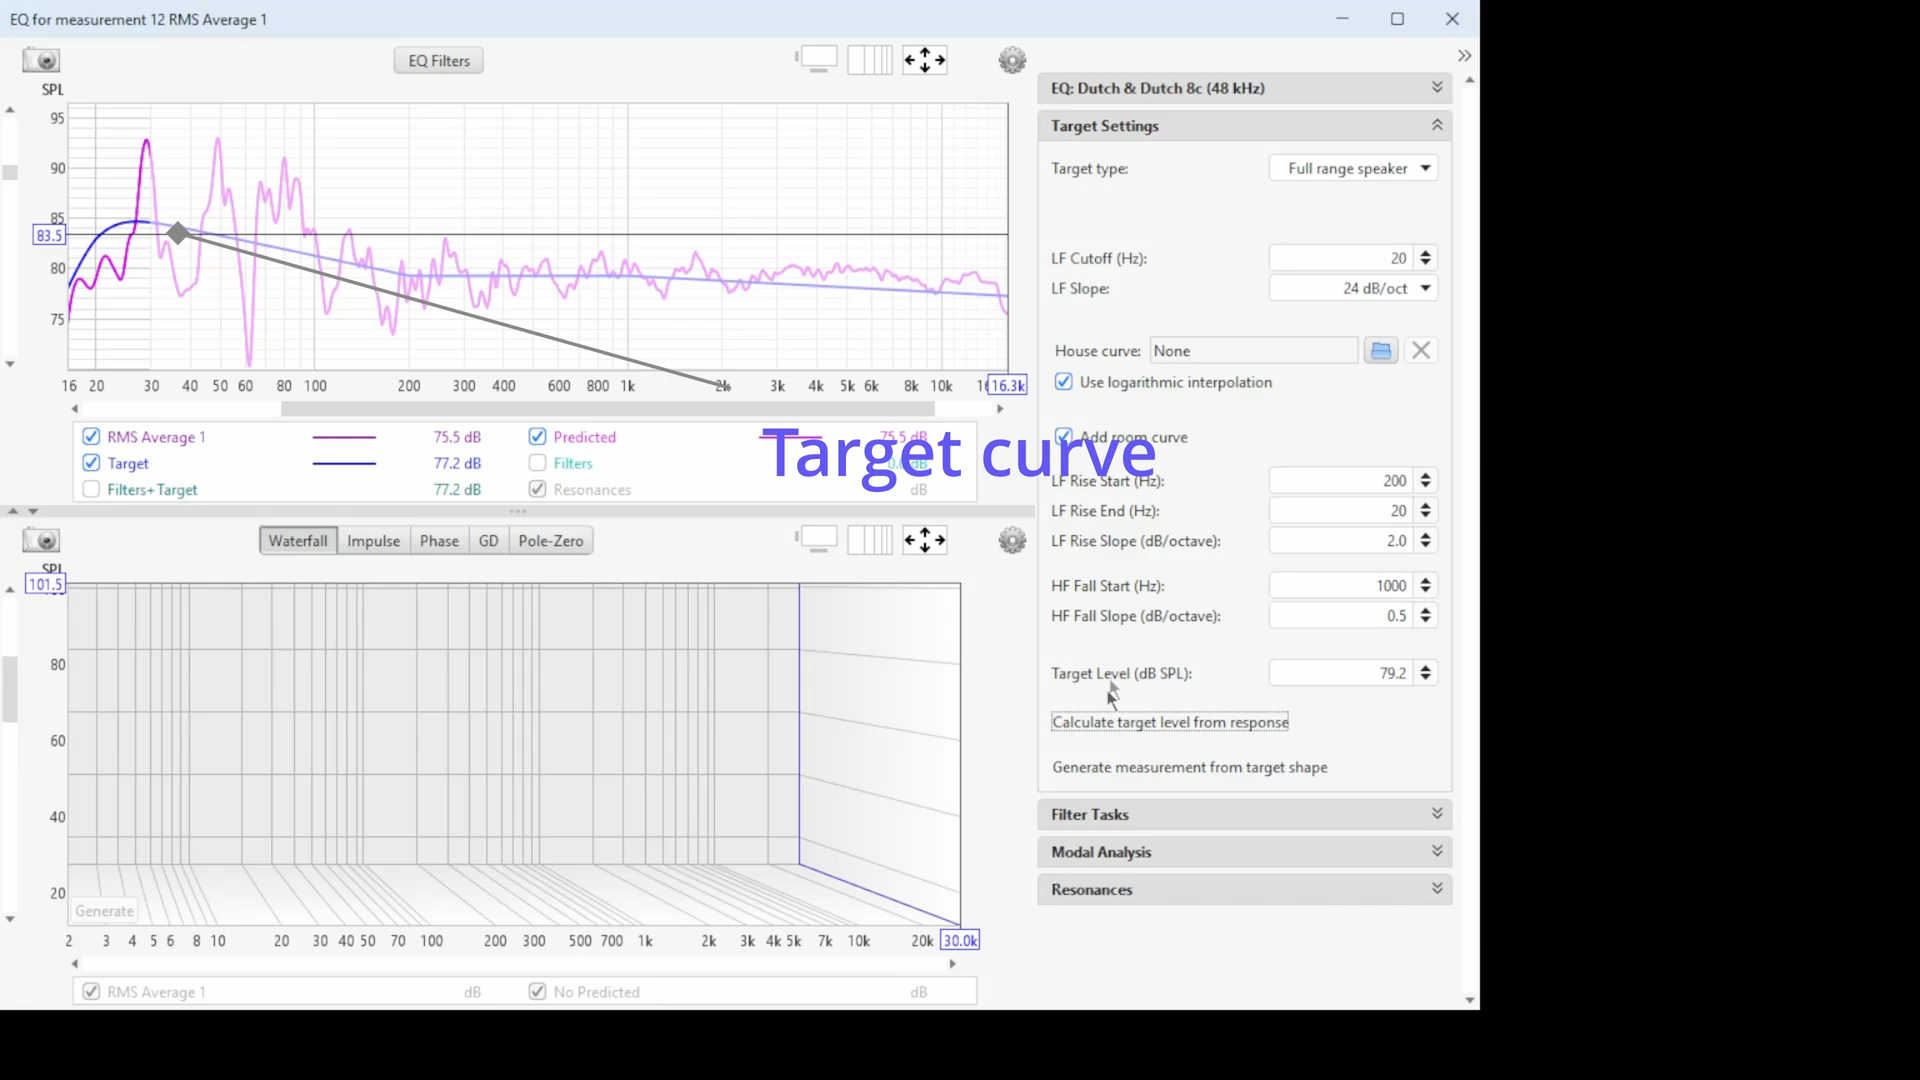 EQ for measurement 12 RMS Average 1
EQ Filters
SPL
95
90
85
83.5
80
75
16 20 30 40 50 60 80 100 200 300 400 600 800 1k 2k 3k 4k 5k 6k 8k 10k 16.3k
RMS Average 1 75.5 dB Predicted 75.5 dB
Target 77.2 dB Filters 0.0 dB
Filters+Target 77.2 dB Resonances dB
Target curve
Waterfall Impulse Phase GD Pole-Zero
SPL
101.5
80
60
40
20
Generate
2 3 4 5 6 8 10 20 30 40 50 70 100 200 300 500 700 1k 2k 3k 4k 5k 7k 10k 20k 30.0k
RMS Average 1 dB No Predicted dB
EQ: Dutch & Dutch 8c (48 kHz)
Target Settings
Target type: Full range speaker
LF Cutoff (Hz): 20
LF Slope: 24 dB/oct
House curve: None
Use logarithmic interpolation
Add room curve
LF Rise Start (Hz): 200
LF Rise End (Hz): 20
LF Rise Slope (dB/octave): 2.0
HF Fall Start (Hz): 1000
HF Fall Slope (dB/octave): 0.5
Target Level (dB SPL): 79.2
Calculate target level from response
Generate measurement from target shape
Filter Tasks
Modal Analysis
Resonances